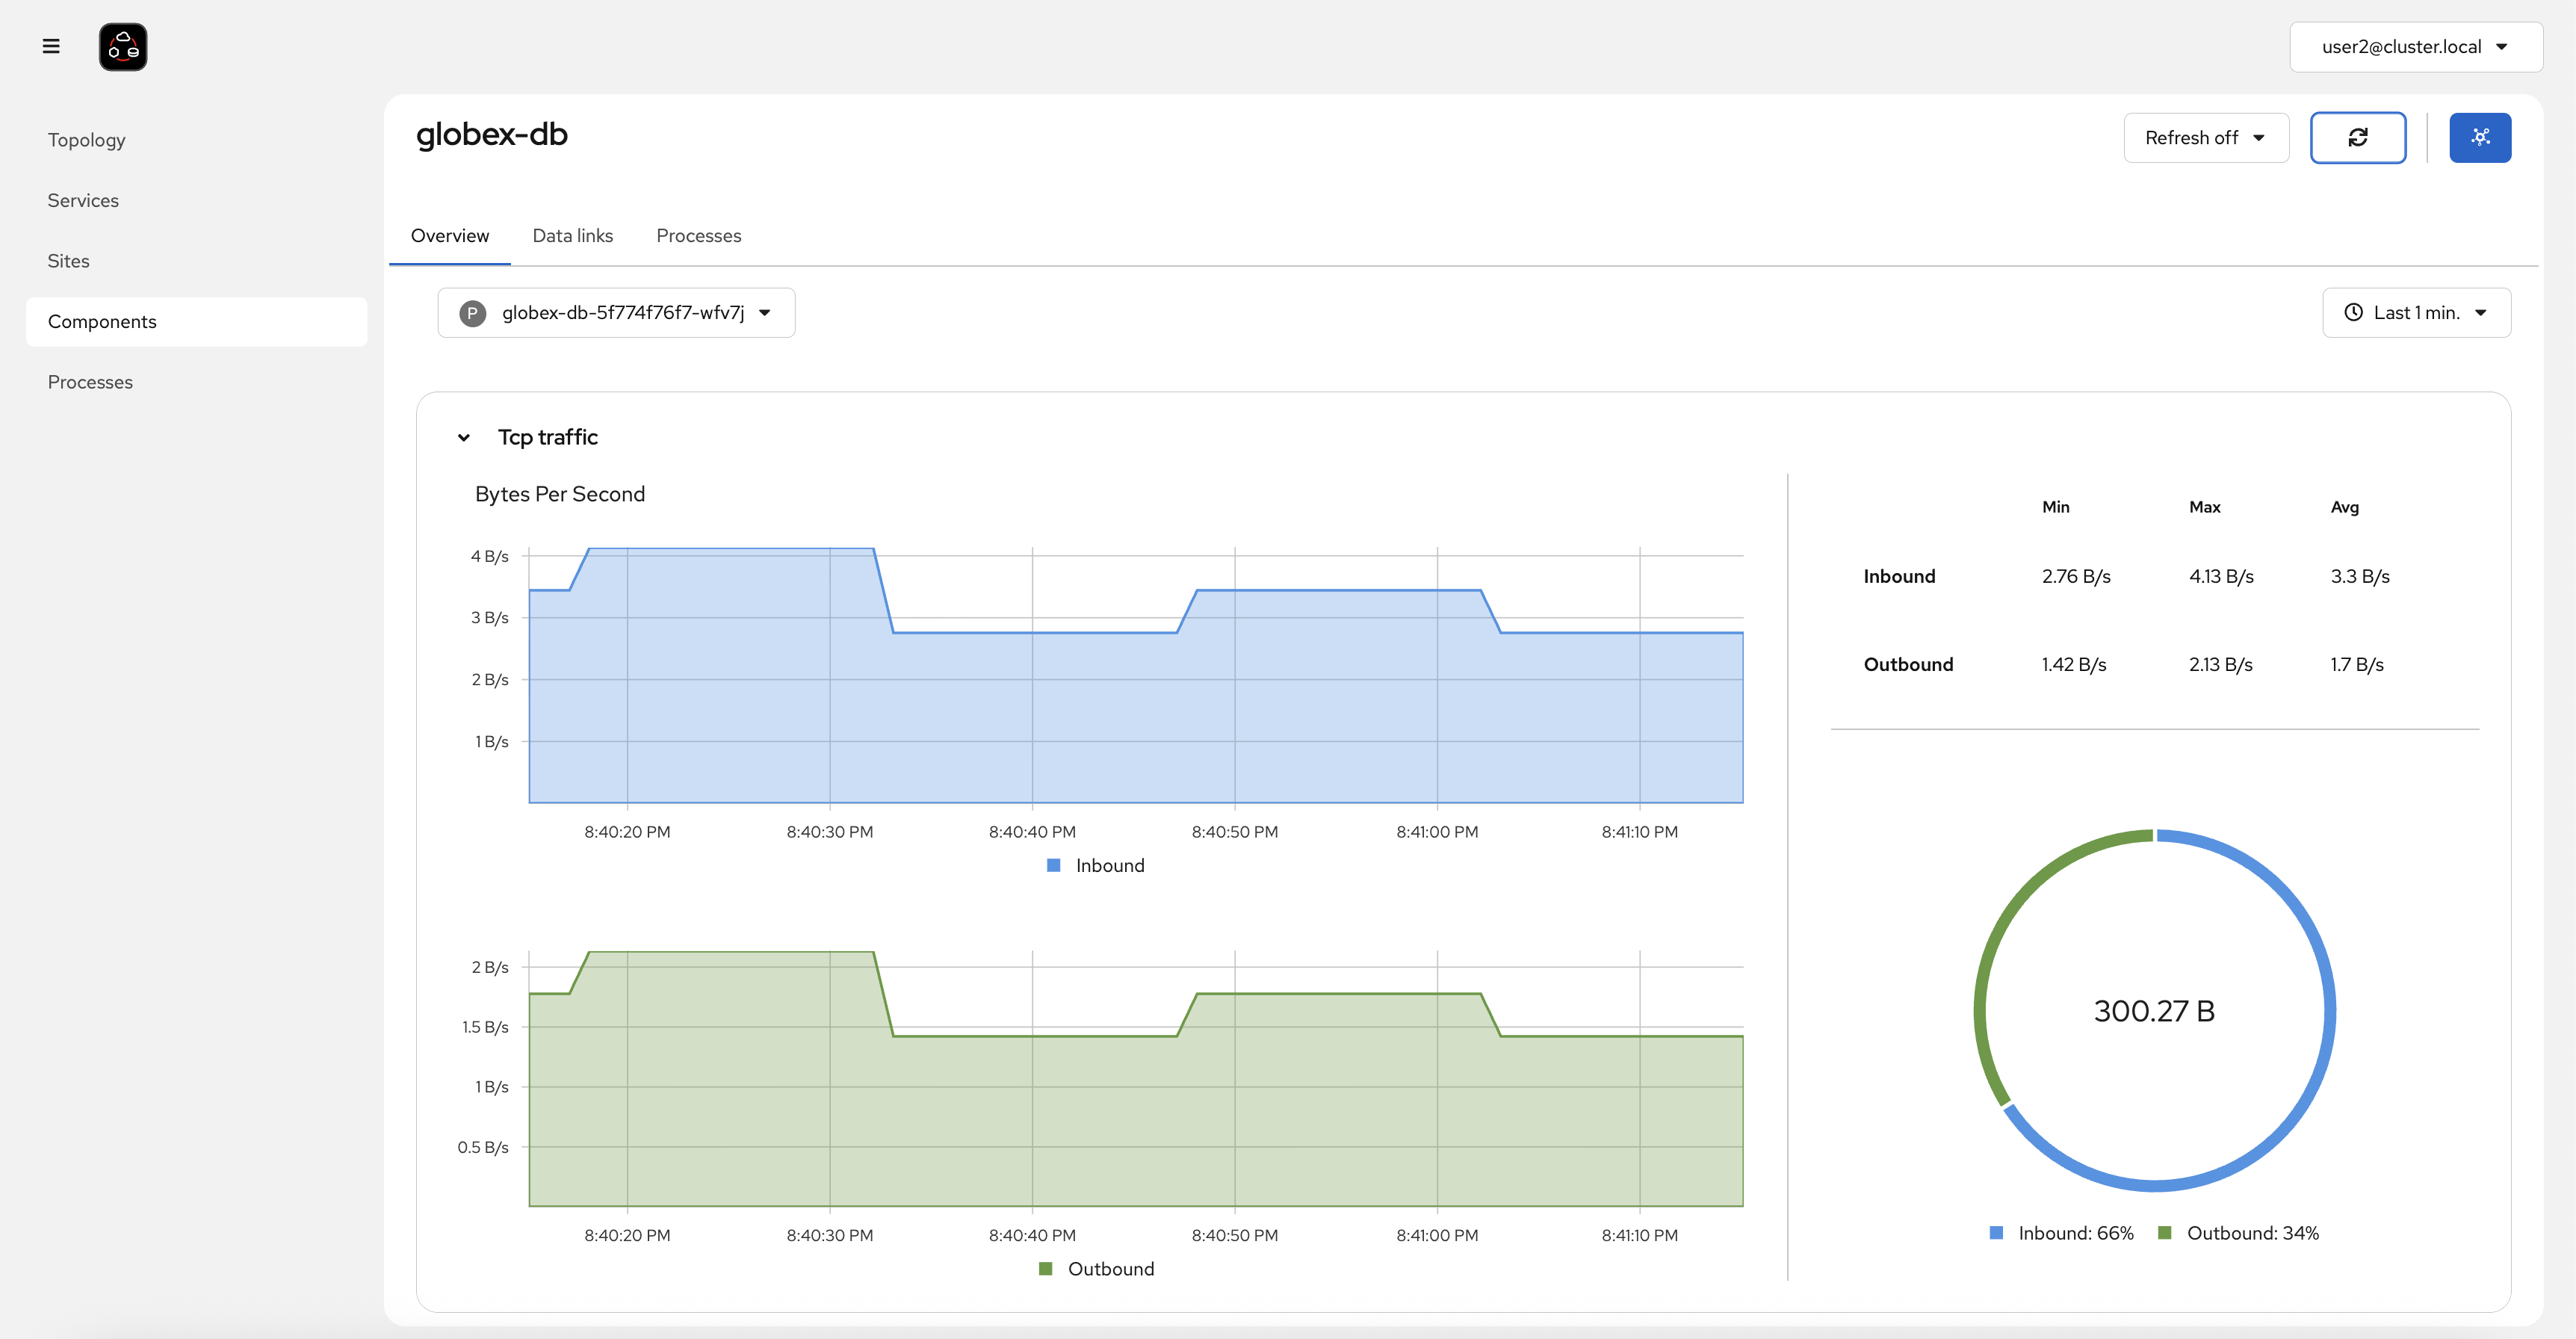 user2@cluster.local
Topology
Services
Sites
Components
Processes
globex-db
Refresh off
Overview Data links Processes
P globex-db-5f774f76f7-wfv7j
Last 1 min.
Tcp traffic
Bytes Per Second
4 B/s
3 B/s
2 B/s
1 B/s
8:40:20 PM 8:40:30 PM 8:40:40 PM 8:40:50 PM 8:41:00 PM 8:41:10 PM
Inbound
2 B/s
1.5 B/s
1 B/s
0.5 B/s
8:40:20 PM 8:40:30 PM 8:40:40 PM 8:40:50 PM 8:41:00 PM 8:41:10 PM
Outbound
Min Max Avg
Inbound 2.76 B/s 4.13 B/s 3.3 B/s
Outbound 1.42 B/s 2.13 B/s 1.7 B/s
300.27 B
Inbound: 66% Outbound: 34%